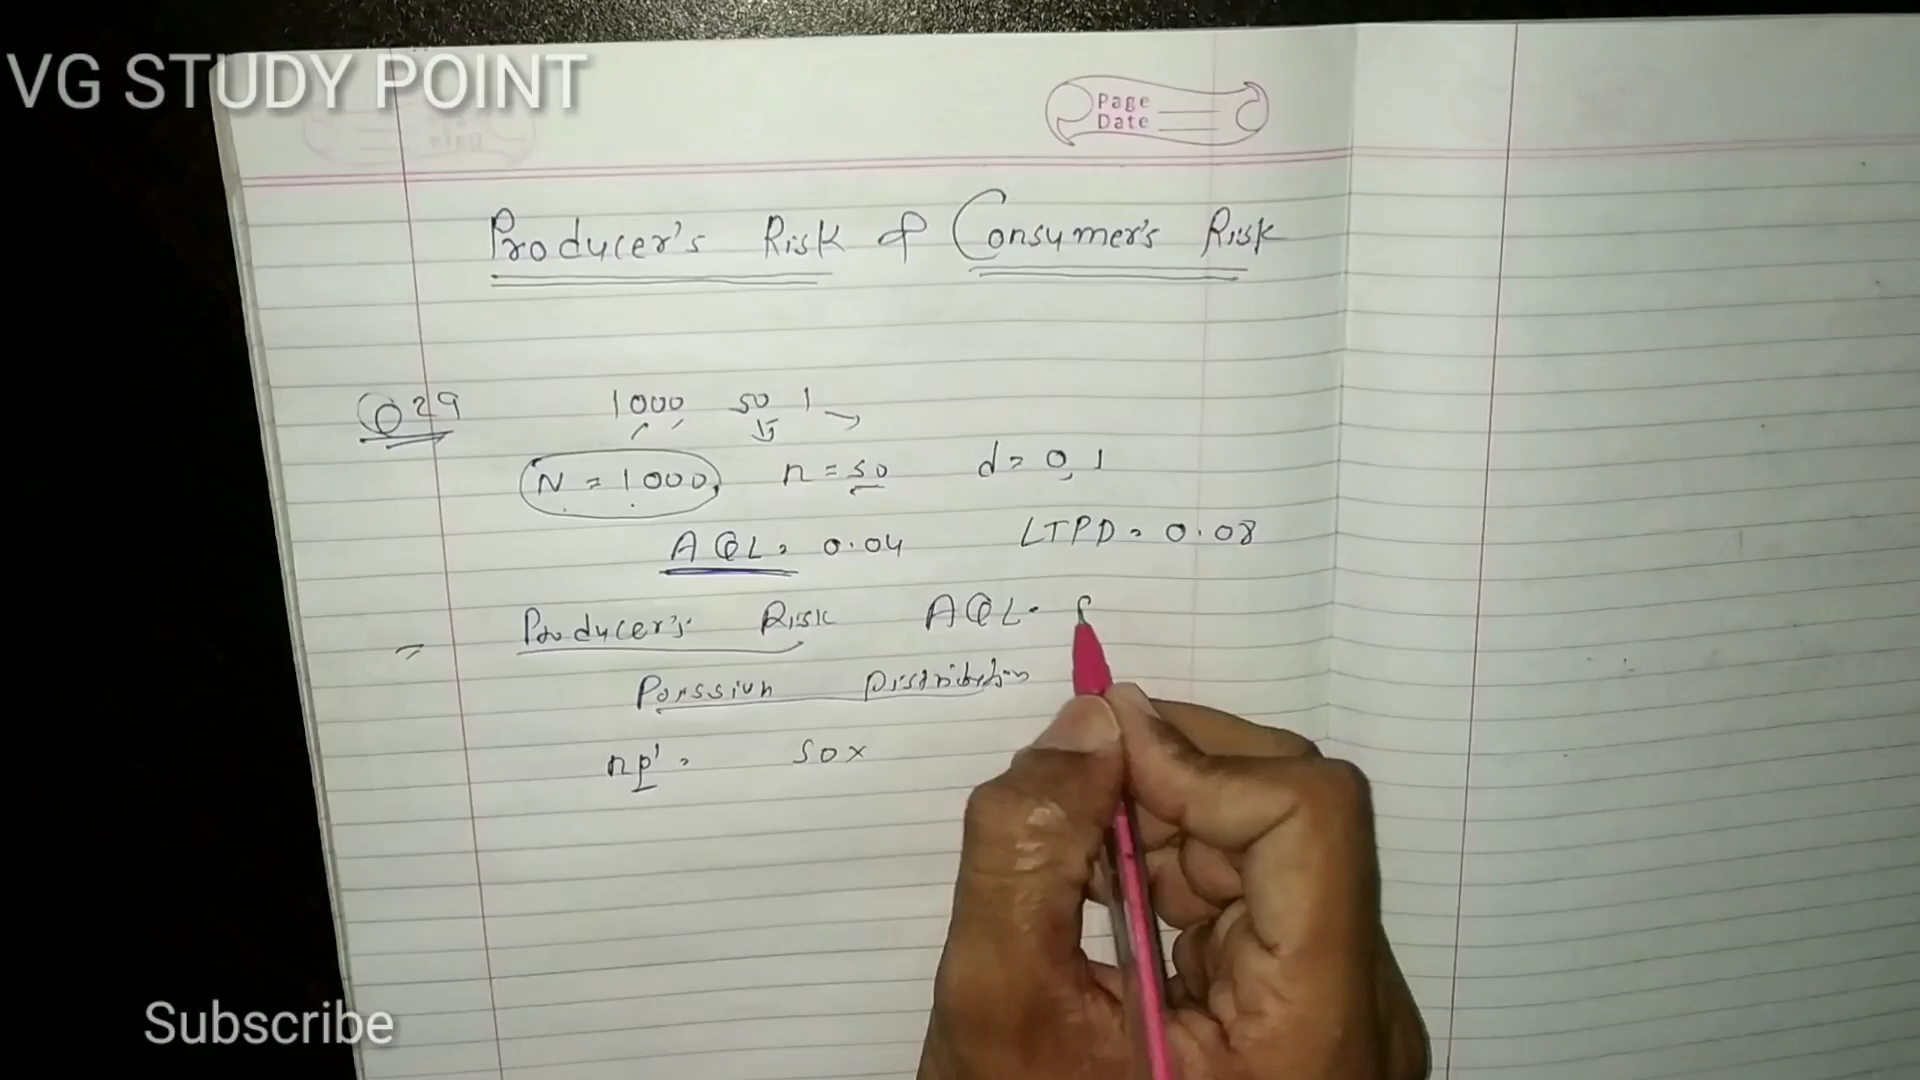 VG STUDY POINT
Page
Date
Producer's Risk & Consumer's Risk
Q29 1000 50 1
N = 1000, n = 50 d = 0, 1
AQL = 0.04 LTPD = 0.08
Producer's Risk AQL =
Poissiun Distribution
np' = 50x
Subscribe